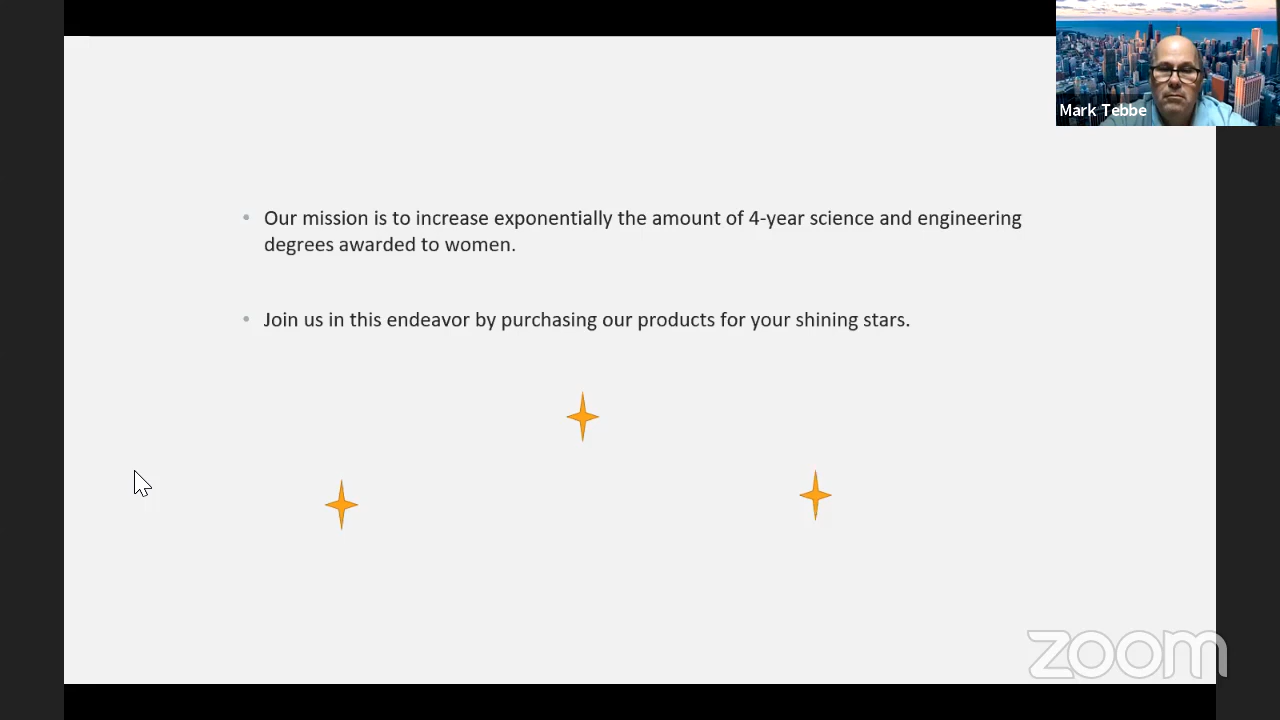 Mark Tebbe
• Our mission is to increase exponentially the amount of 4-year science and engineering
degrees awarded to women.
• Join us in this endeavor by purchasing our products for your shining stars.
zoom